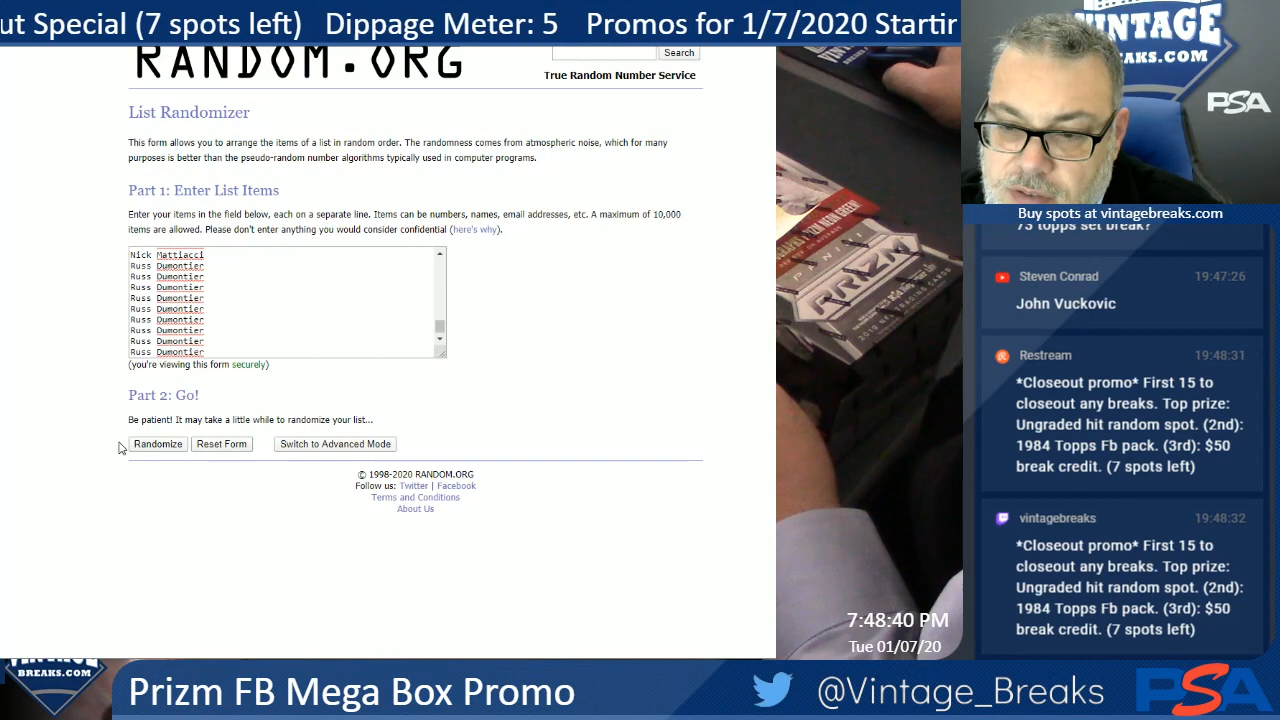 ut Special (7 spots left) Dippage Meter: 5 Promos for 1/7/2020 Startin
RANDOM.ORG
Search
True Random Number Service
List Randomizer
This form allows you to arrange the items of a list in random order. The randomness comes from atmospheric noise, which for many
purposes is better than the pseudo-random number algorithms typically used in computer programs.
Part 1: Enter List Items
Enter your items in the field below, each on a separate line. Items can be numbers, names, email addresses, etc. A maximum of 10,000
items are allowed. Please don't enter anything you would consider confidential (here's why).
Nick Mattiacci
Russ Dumontier
Russ Dumontier
Russ Dumontier
Russ Dumontier
Russ Dumontier
Russ Dumontier
Russ Dumontier
Russ Dumontier
Russ Dumontier
(you're viewing this form securely)
Part 2: Go!
Be patient! It may take a little while to randomize your list...
Randomize Reset Form Switch to Advanced Mode
© 1998-2020 RANDOM.ORG
Follow us: Twitter | Facebook
Terms and Conditions
About Us
PANINI
PRIZM
7:48:40 PM
Tue 01/07/20
VINTAGE
BREAKS.COM
PSA
Buy spots at vintagebreaks.com
73 topps set break?
Steven Conrad 19:47:26
John Vuckovic
Restream 19:48:31
*Closeout promo* First 15 to
closeout any breaks. Top prize:
Ungraded hit random spot. (2nd):
1984 Topps Fb pack. (3rd): $50
break credit. (7 spots left)
vintagebreaks 19:48:32
*Closeout promo* First 15 to
closeout any breaks. Top prize:
Ungraded hit random spot. (2nd):
1984 Topps Fb pack. (3rd): $50
break credit. (7 spots left)
VINTAGE
BREAKS.COM
Prizm FB Mega Box Promo
@Vintage_Breaks
PSA